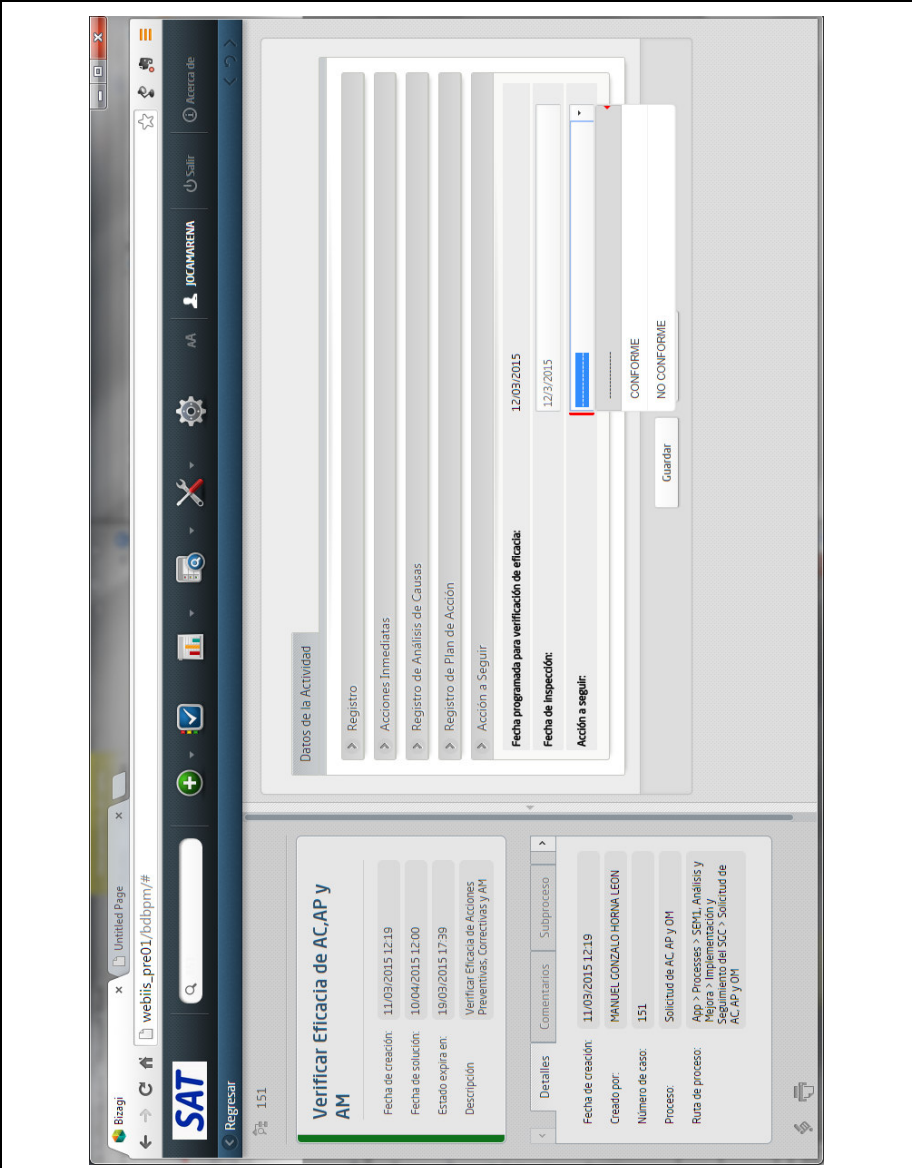 Bizagi
Untitled Page
webiis_pre01/bdbpm/#
SAT
AA
JOCAMARENA
Salir
Acerca de
Regresar
151
Verificar Eficacia de AC,AP y
AM
Fecha de creación: 11/03/2015 12:19
Fecha de solución: 10/04/2015 12:00
Estado expira en: 19/03/2015 17:39
Descripción Verificar Eficacia de Acciones
Preventivas, Correctivas y AM
Detalles Comentarios Subproceso
Fecha de creación: 11/03/2015 12:19
Creado por: MANUEL GONZALO HORNA LEON
Número de caso: 151
Proceso: Solicitud de AC, AP y OM
Ruta de proceso: App > Processes > SEM1, Análisis y
Mejora > Implementación y
Seguimiento del SGC > Solicitud de
AC, AP y OM
Datos de la Actividad
Registro
Acciones Inmediatas
Registro de Análisis de Causas
Registro de Plan de Acción
Acción a Seguir
Fecha programada para verificación de eficacia: 12/03/2015
Fecha de Inspección: 12/3/2015
Acción a seguir:
CONFORME
NO CONFORME
Guardar